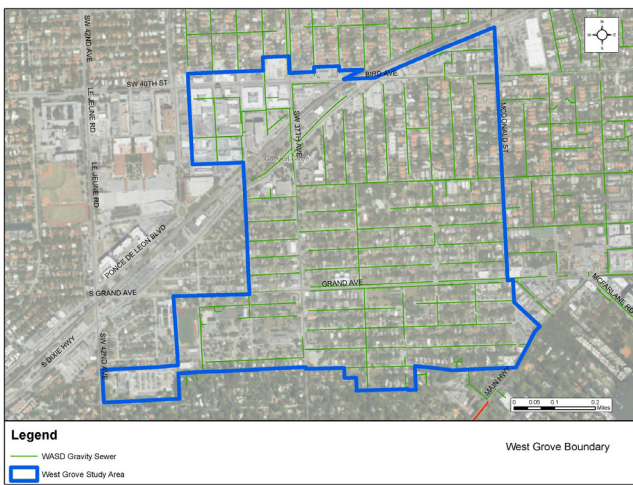 SW 42ND AVE
N
W E
S
BIRD AVE
SW 40TH ST
LE JEUNE RD
MCDONALD ST
SW 37TH AVE
LE JEUNE RD
PONCE DE LEON BLVD
GRAND AVE
S GRAND AVE
MCFARLANE RD
S DIXIE HWY
SW 42ND AVE
MAIN HWY
0 0.05 0.1 0.2
Miles
Legend
WASD Gravity Sewer
West Grove Study Area
West Grove Boundary